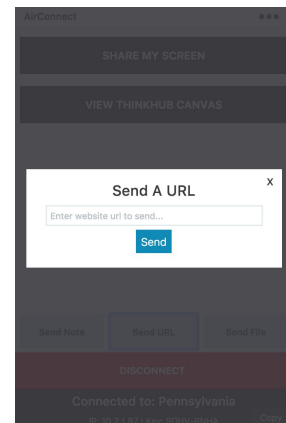 AirConnect
SHARE MY SCREEN
VIEW THINKHUB CANVAS
x
Send A URL
Enter website url to send...
Send
Send Note Send URL Send File
DISCONNECT
Connected to: Pennsylvania
Copy